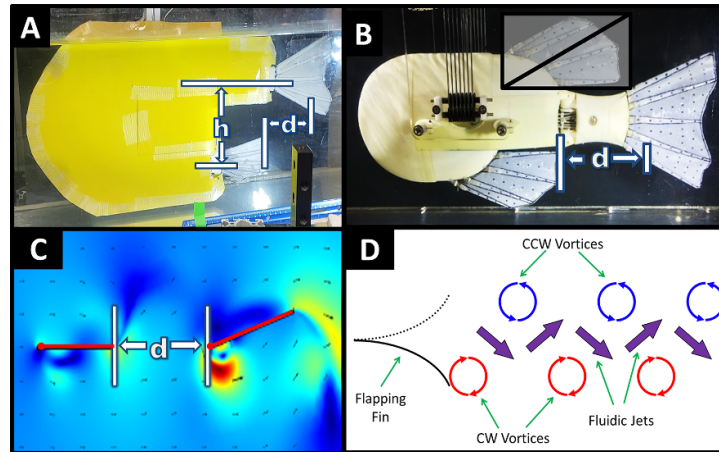 A
h
d
B
d
C
d
D
CCW Vortices
Flapping
Fin
CW Vortices
Fluidic Jets